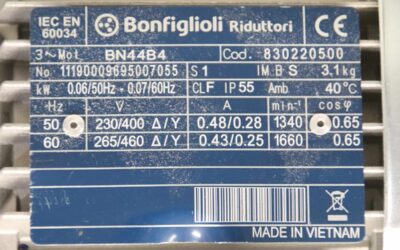 IEC EN 60034
Bonfiglioli Riduttori
CE
3~Mot. BN44B4 Cod. 830220500
No 11190009695007055 S1 IM B5 3.1kg
kW 0.06/50Hz - 0.07/60Hz CLF IP55 Amb 40°C
Hz V A min-1 cosφ
50 230/400 Δ/Y 0.48/0.28 1340 0.65
60 265/460 Δ/Y 0.43/0.25 1660 0.65
MADE IN VIETNAM